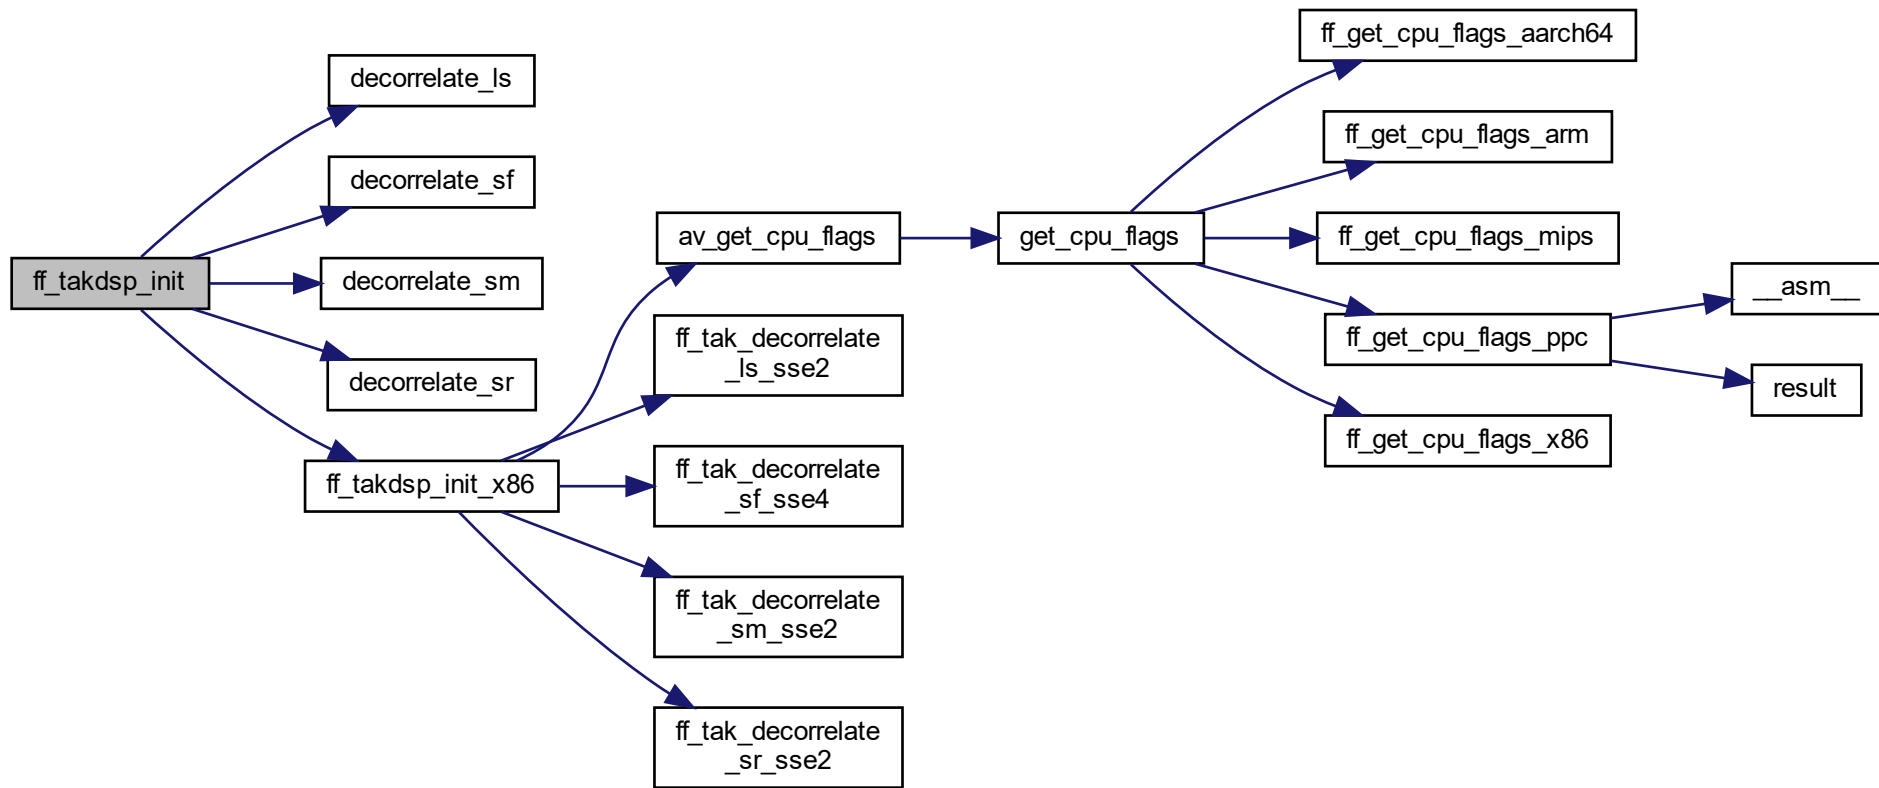 ff_takdsp_init
decorrelate_ls
decorrelate_sf
decorrelate_sm
decorrelate_sr
ff_takdsp_init_x86
av_get_cpu_flags
ff_tak_decorrelate
_ls_sse2
ff_tak_decorrelate
_sf_sse4
ff_tak_decorrelate
_sm_sse2
ff_tak_decorrelate
_sr_sse2
get_cpu_flags
ff_get_cpu_flags_aarch64
ff_get_cpu_flags_arm
ff_get_cpu_flags_mips
ff_get_cpu_flags_ppc
ff_get_cpu_flags_x86
__asm__
result